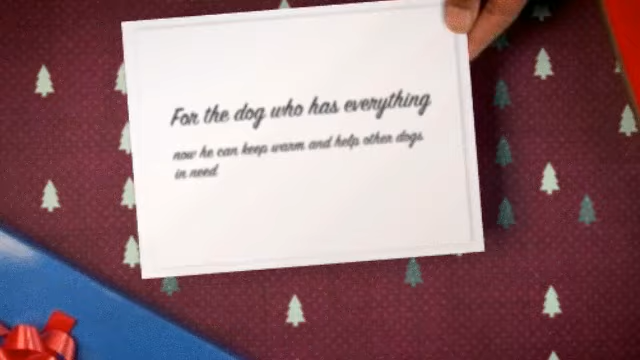 For the dog who has everything
now he can keep warm and help other dogs
in need